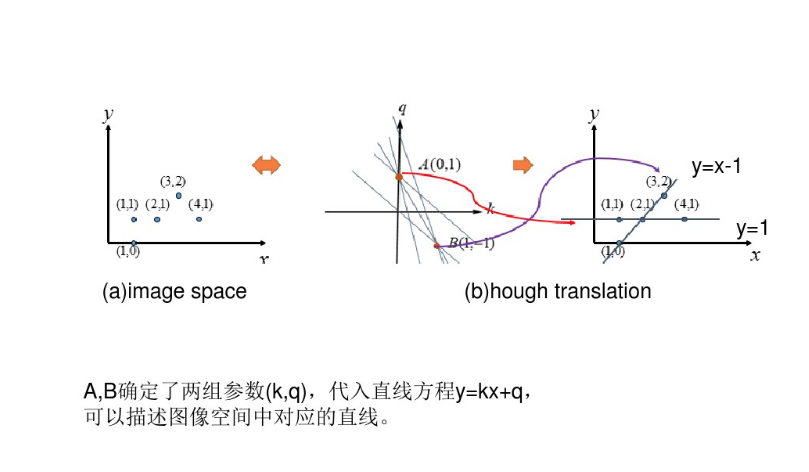 y
(3,2)
(1,1) (2,1) (4,1)
(1,0)
x
(a)image space
q
A(0,1)
k
B(1,-1)
y
y=x-1
(3,2)
(1,1) (2,1) (4,1)
y=1
(1,0)
x
(b)hough translation
A,B确定了两组参数(k,q)，代入直线方程y=kx+q，
可以描述图像空间中对应的直线。